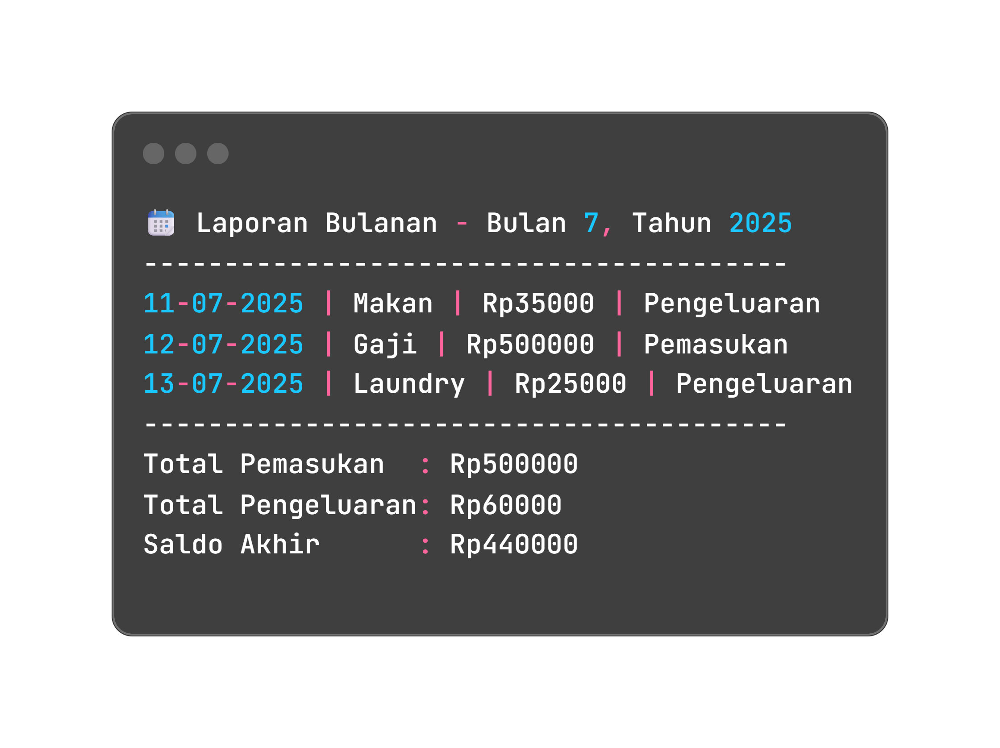 📅 Laporan Bulanan - Bulan 7, Tahun 2025
----------------------------------------
11-07-2025 | Makan | Rp35000 | Pengeluaran
12-07-2025 | Gaji | Rp500000 | Pemasukan
13-07-2025 | Laundry | Rp25000 | Pengeluaran
----------------------------------------
Total Pemasukan  : Rp500000
Total Pengeluaran: Rp60000
Saldo Akhir      : Rp440000